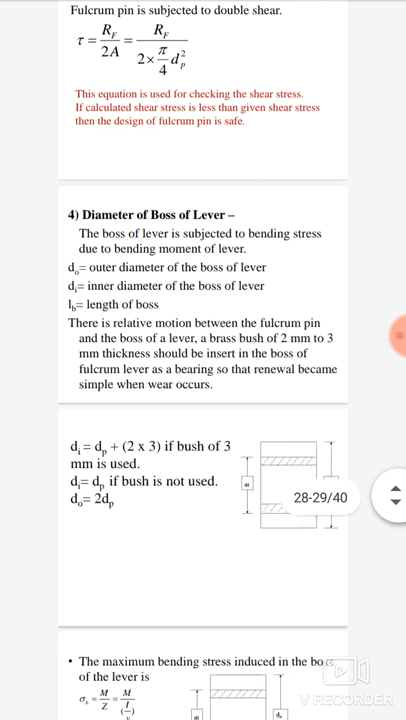 Fulcrum pin is subjected to double shear.
τ = R_F / 2A = R_F / (2 × π/4 d_p²)
This equation is used for checking the shear stress.
If calculated shear stress is less than given shear stress
then the design of fulcrum pin is safe.
4) Diameter of Boss of Lever –
The boss of lever is subjected to bending stress
due to bending moment of lever.
d_o= outer diameter of the boss of lever
d_i= inner diameter of the boss of lever
l_b= length of boss
There is relative motion between the fulcrum pin
and the boss of a lever, a brass bush of 2 mm to 3
mm thickness should be insert in the boss of
fulcrum lever as a bearing so that renewal became
simple when wear occurs.
d_i = d_p + (2 x 3) if bush of 3
mm is used.
d_i= d_p if bush is not used.
d_o= 2d_p
di
28-29/40
• The maximum bending stress induced in the boss
of the lever is
σ_b = M/Z = M/(I/y)
di
d_o
V RECORDER